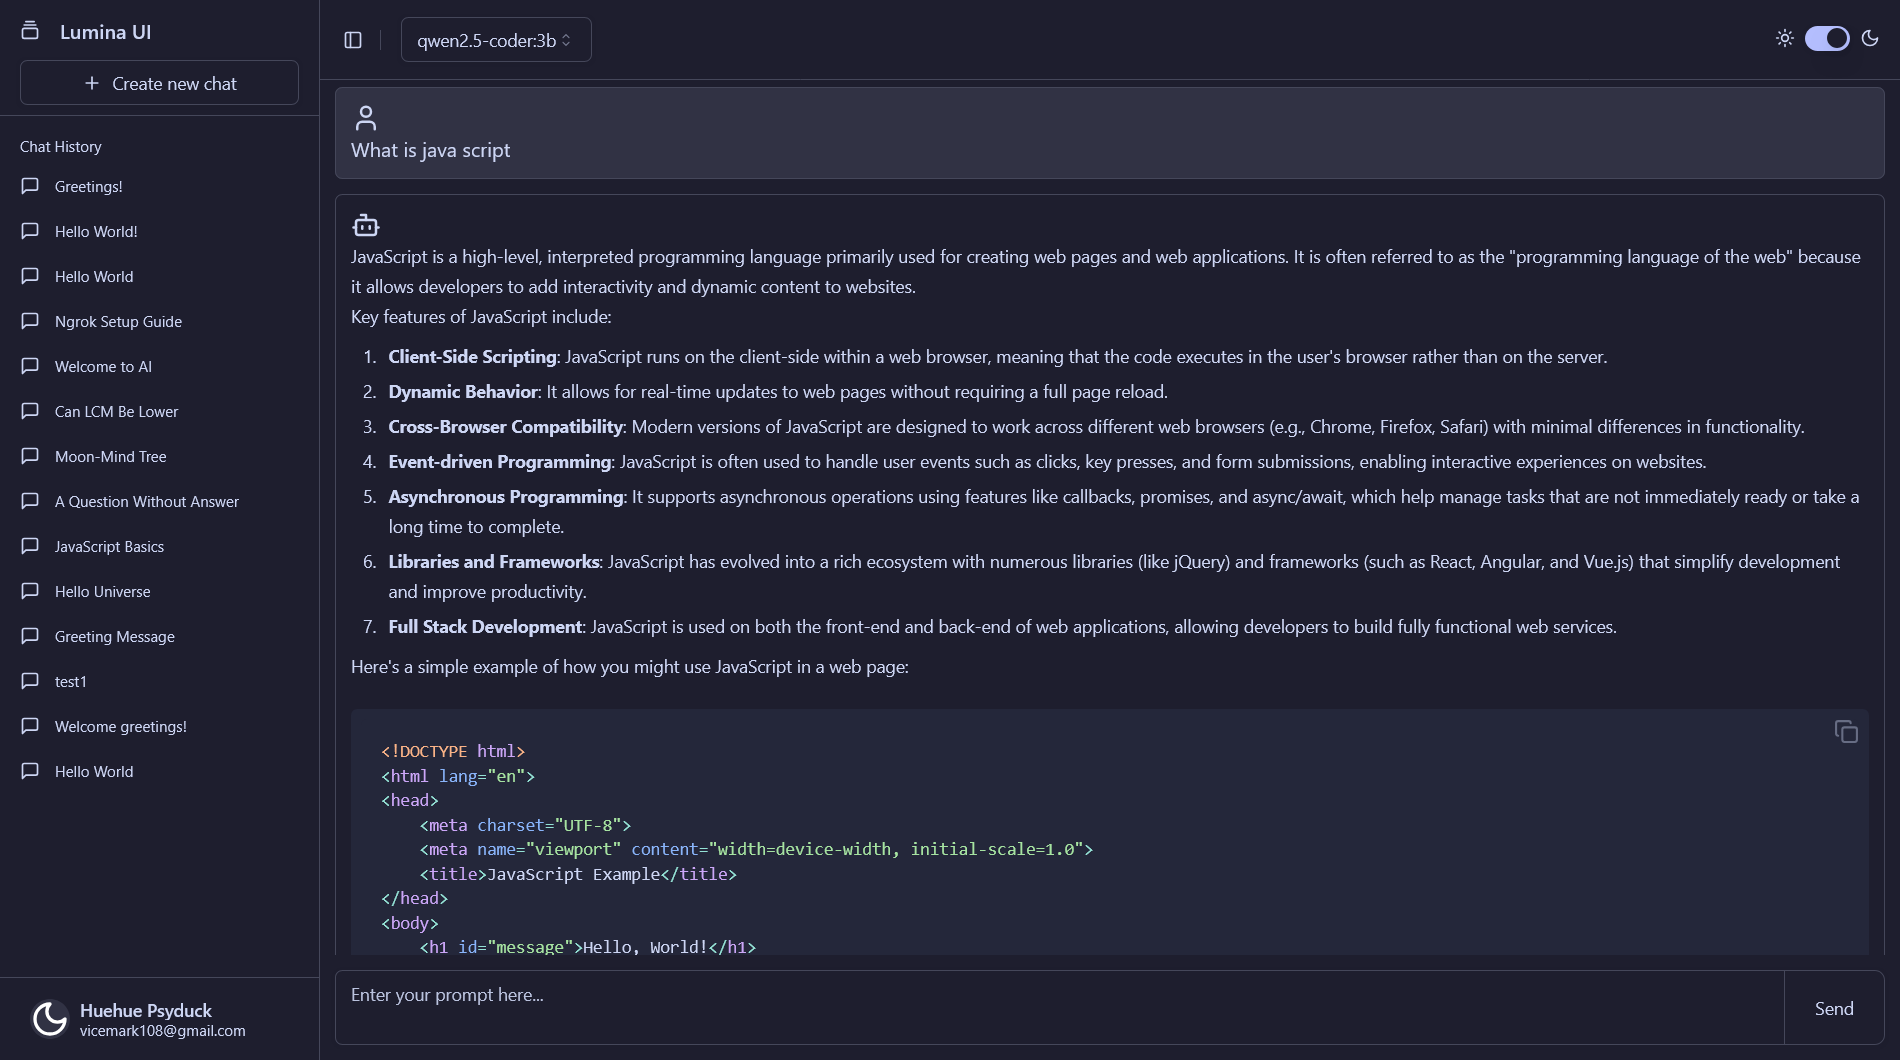 Lumina UI
Create new chat
Chat History
Greetings!
Hello World!
Hello World
Ngrok Setup Guide
Welcome to AI
Can LCM Be Lower
Moon-Mind Tree
A Question Without Answer
JavaScript Basics
Hello Universe
Greeting Message
test1
Welcome greetings!
Hello World
Huehue Psyduck
vicemark108@gmail.com
qwen2.5-coder:3b
What is java script
JavaScript is a high-level, interpreted programming language primarily used for creating web pages and web applications. It is often referred to as the "programming language of the web" because
it allows developers to add interactivity and dynamic content to websites.
Key features of JavaScript include:
1. Client-Side Scripting: JavaScript runs on the client-side within a web browser, meaning that the code executes in the user's browser rather than on the server.
2. Dynamic Behavior: It allows for real-time updates to web pages without requiring a full page reload.
3. Cross-Browser Compatibility: Modern versions of JavaScript are designed to work across different web browsers (e.g., Chrome, Firefox, Safari) with minimal differences in functionality.
4. Event-driven Programming: JavaScript is often used to handle user events such as clicks, key presses, and form submissions, enabling interactive experiences on websites.
5. Asynchronous Programming: It supports asynchronous operations using features like callbacks, promises, and async/await, which help manage tasks that are not immediately ready or take a
long time to complete.
6. Libraries and Frameworks: JavaScript has evolved into a rich ecosystem with numerous libraries (like jQuery) and frameworks (such as React, Angular, and Vue.js) that simplify development
and improve productivity.
7. Full Stack Development: JavaScript is used on both the front-end and back-end of web applications, allowing developers to build fully functional web services.
Here's a simple example of how you might use JavaScript in a web page:
<!DOCTYPE html>
<html lang="en">
<head>
    <meta charset="UTF-8">
    <meta name="viewport" content="width=device-width, initial-scale=1.0">
    <title>JavaScript Example</title>
</head>
<body>
    <h1 id="message">Hello, World!</h1>
Enter your prompt here...
Send